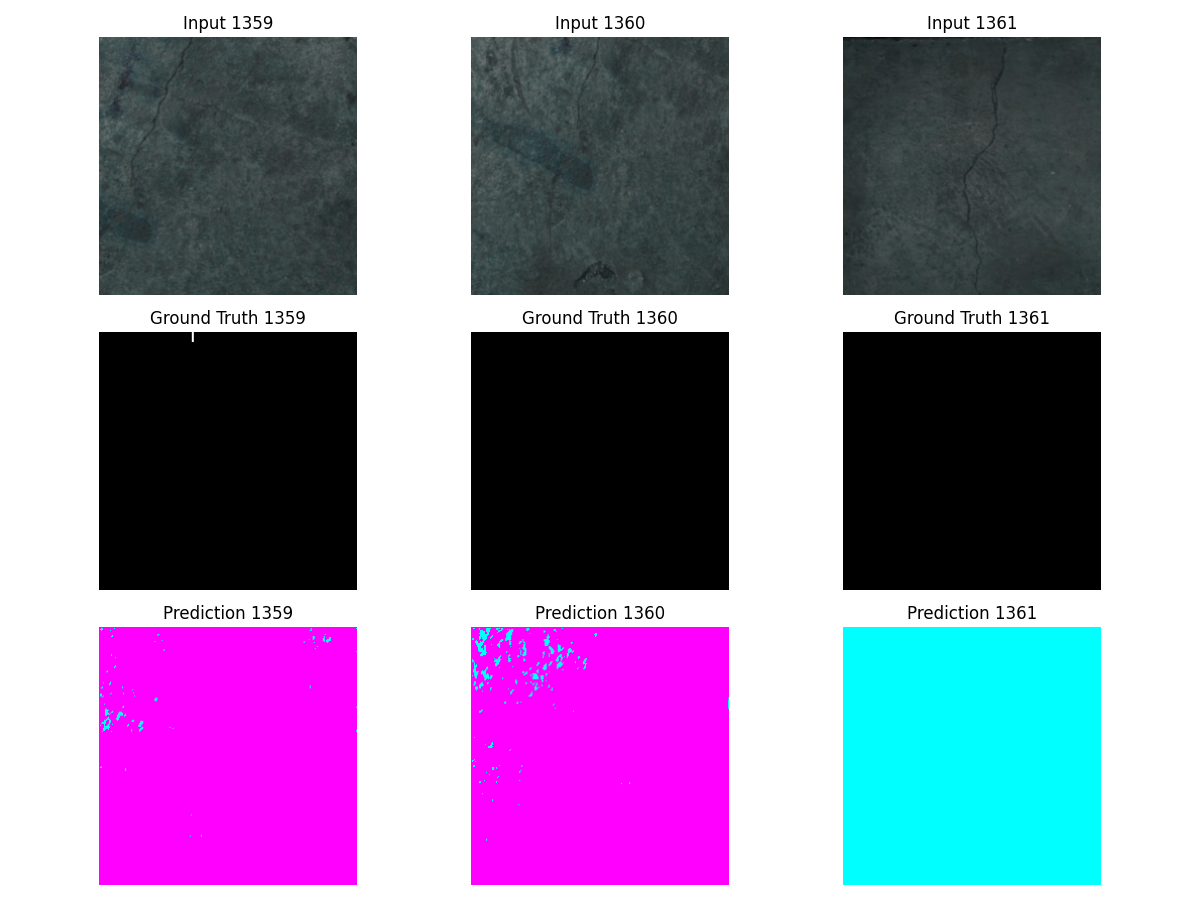 Input 1359
Input 1360
Input 1361
Ground Truth 1359
Ground Truth 1360
Ground Truth 1361
Prediction 1359
Prediction 1360
Prediction 1361